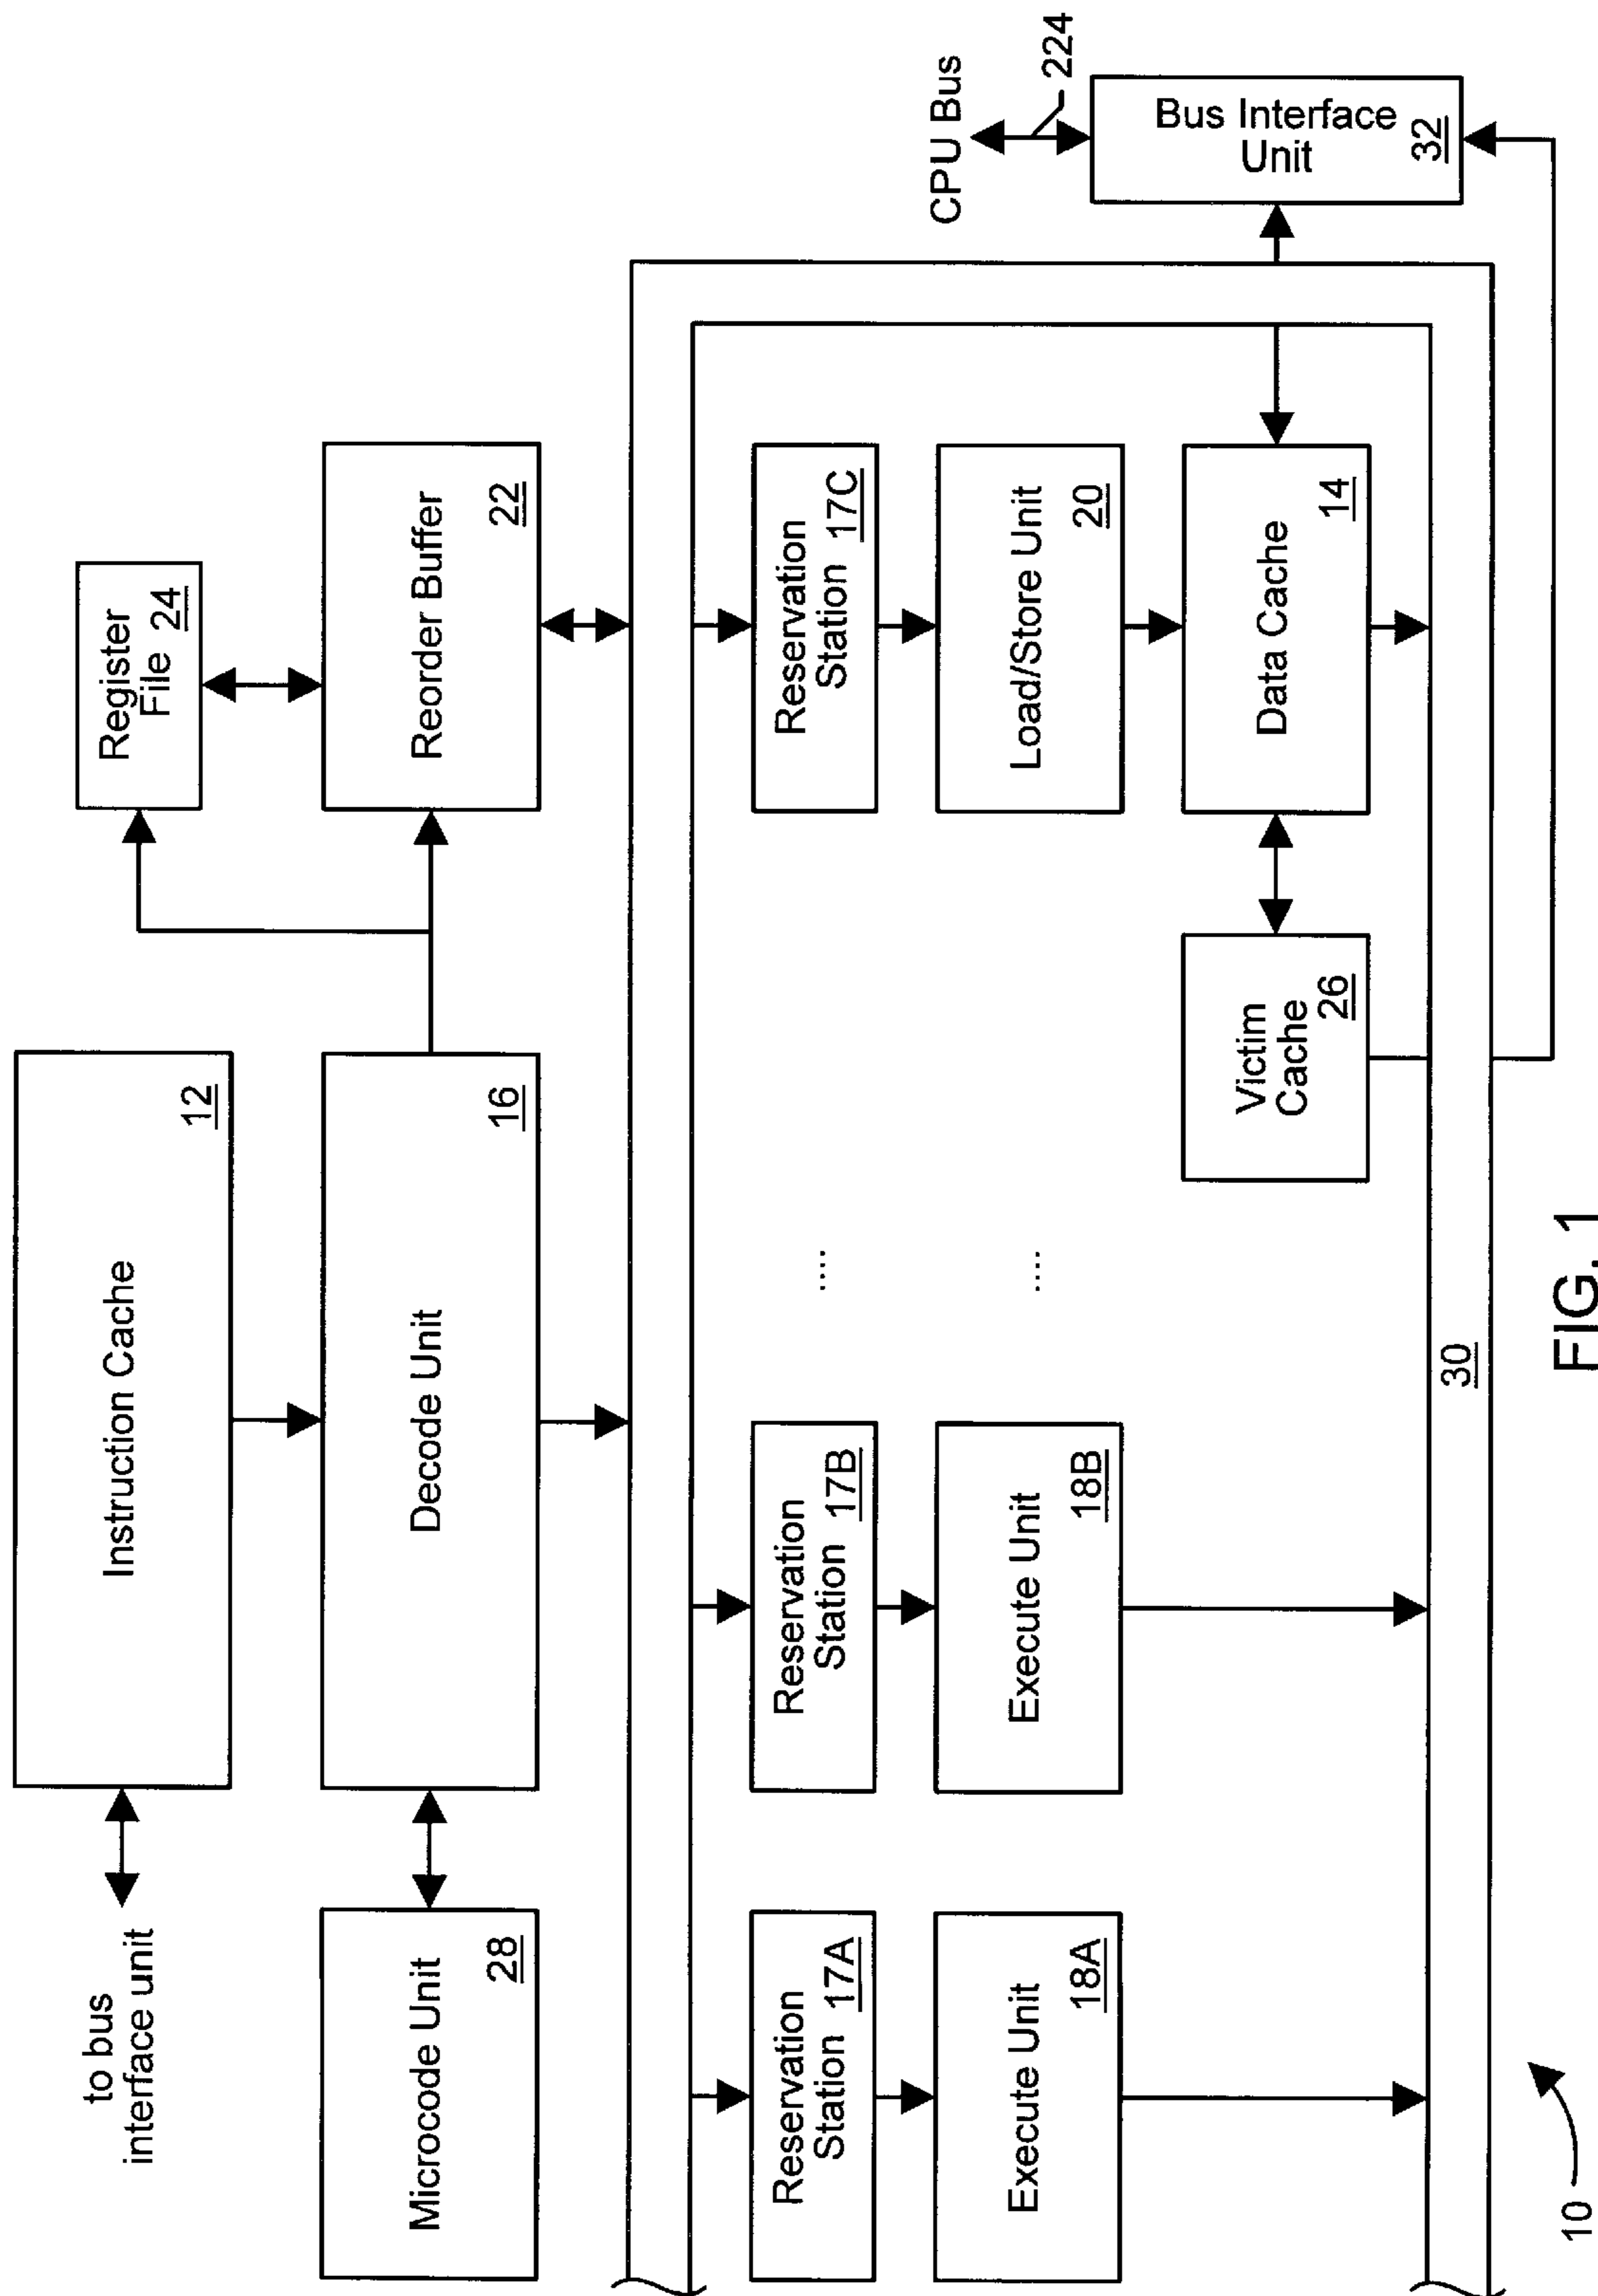 to bus
interface unit
Instruction Cache
12
Register
File 24
Microcode Unit
28
Decode Unit
16
Reorder Buffer
22
CPU Bus
224
Bus Interface
Unit
32
Reservation
Station 17A
Reservation
Station 17B
....
Reservation
Station 17C
Execute Unit
18A
Execute Unit
18B
....
Load/Store Unit
20
Victim
Cache
26
Data Cache
14
30
10
FIG. 1